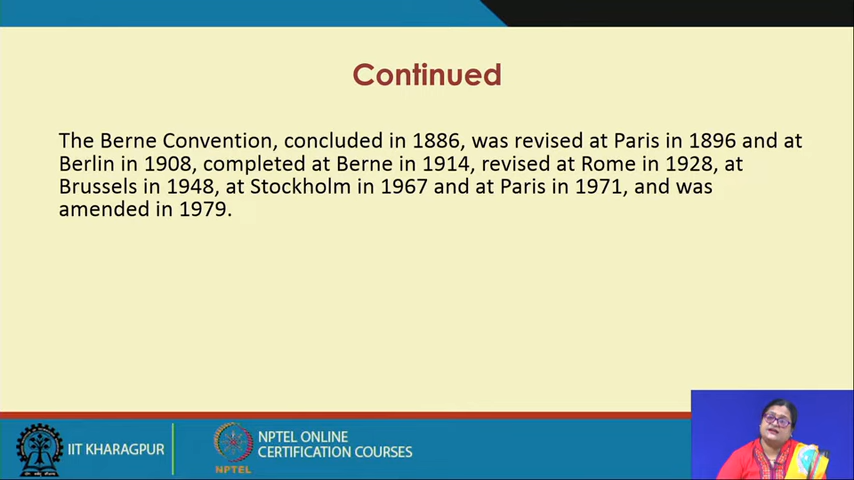 Continued
The Berne Convention, concluded in 1886, was revised at Paris in 1896 and at
Berlin in 1908, completed at Berne in 1914, revised at Rome in 1928, at
Brussels in 1948, at Stockholm in 1967 and at Paris in 1971, and was
amended in 1979.
IIT KHARAGPUR
NPTEL
NPTEL ONLINE
CERTIFICATION COURSES